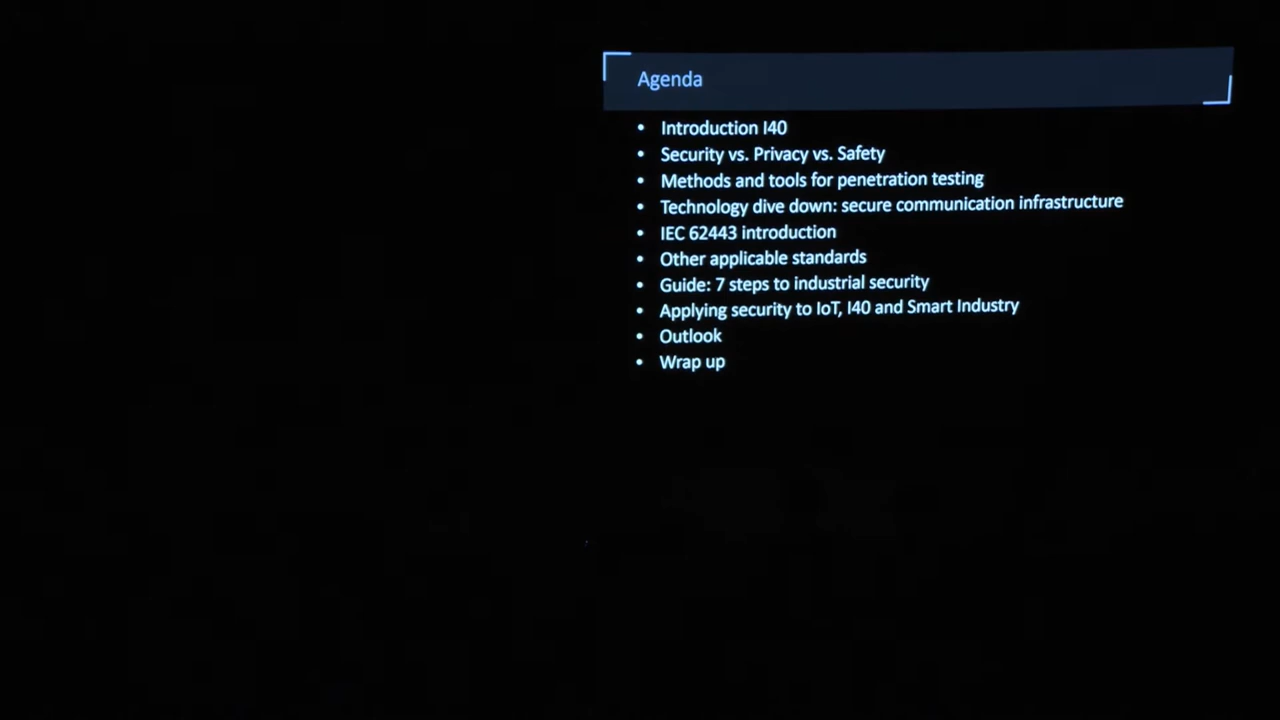 Agenda
• Introduction I40
• Security vs. Privacy vs. Safety
• Methods and tools for penetration testing
• Technology dive down: secure communication infrastructure
• IEC 62443 introduction
• Other applicable standards
• Guide: 7 steps to industrial security
• Applying security to IoT, I40 and Smart Industry
• Outlook
• Wrap up